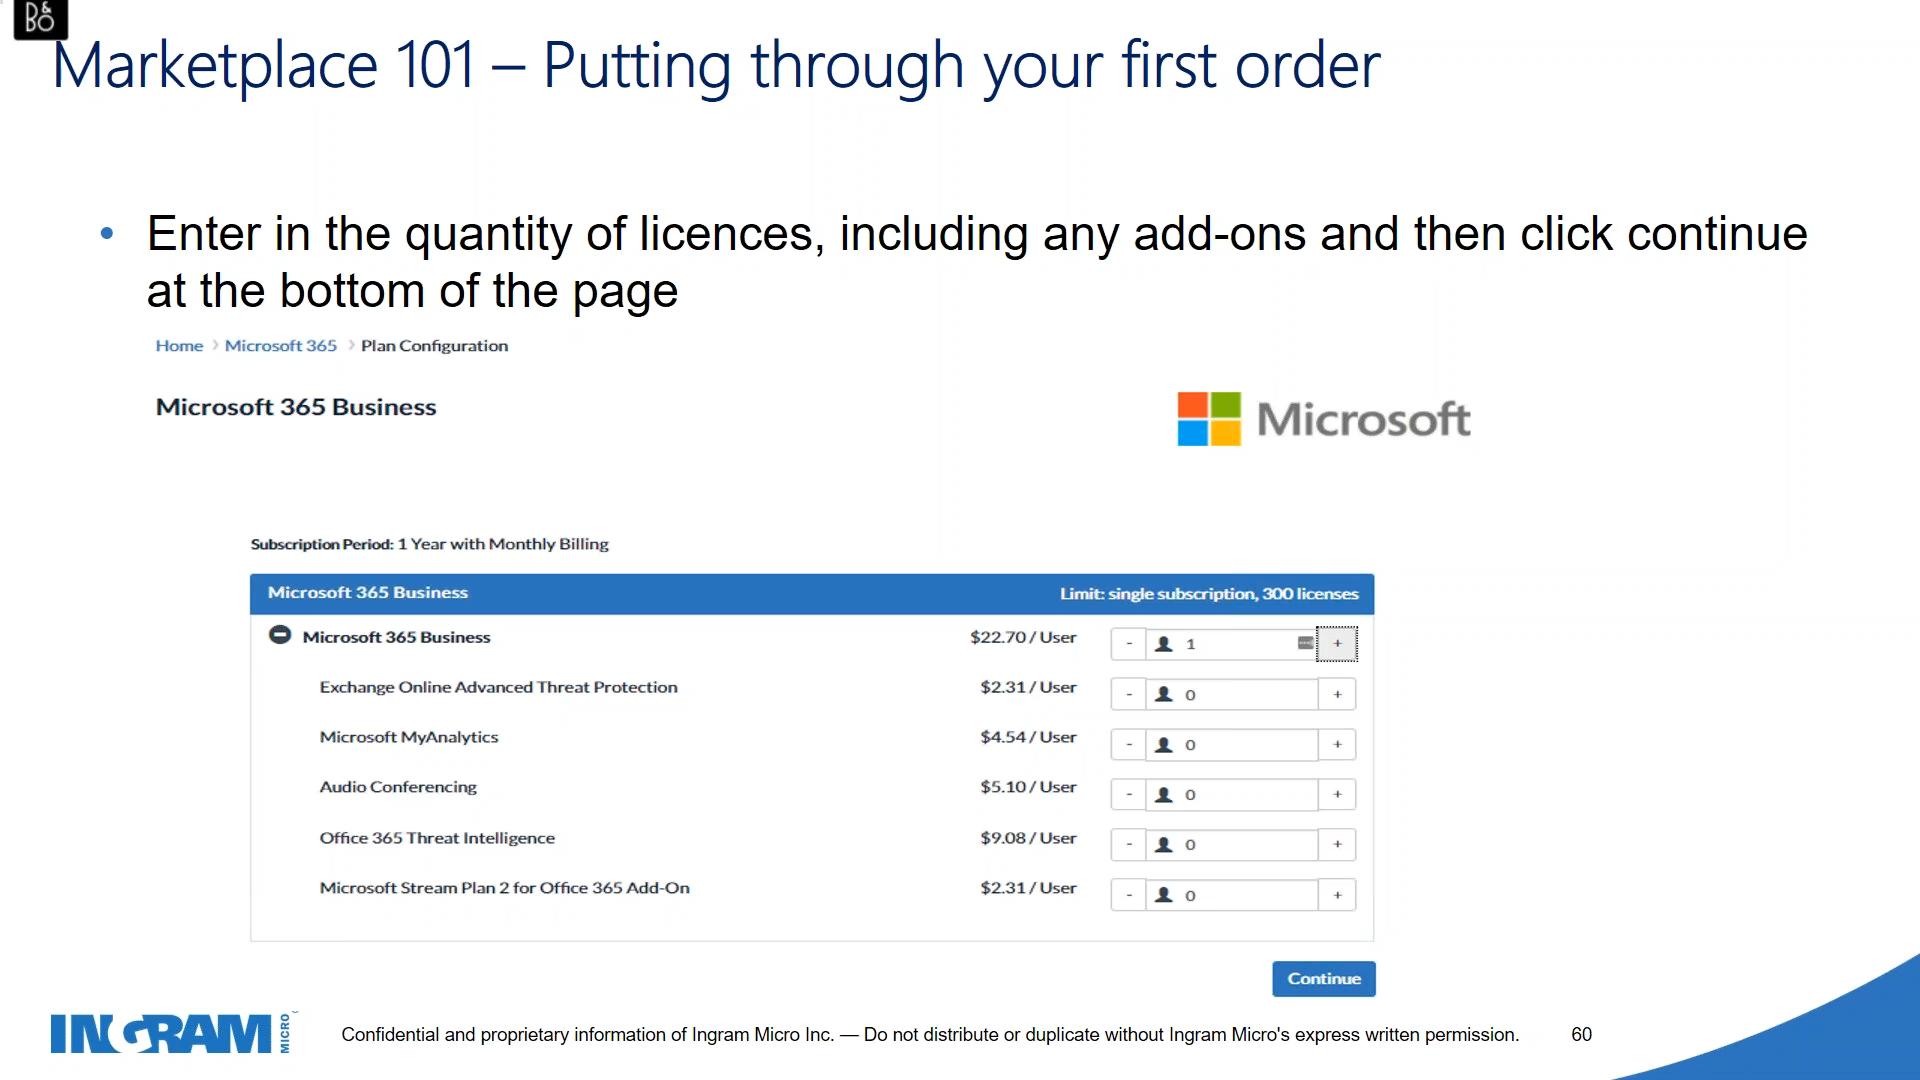 B&O
Marketplace 101 – Putting through your first order
• Enter in the quantity of licences, including any add-ons and then click continue
at the bottom of the page
Home › Microsoft 365 › Plan Configuration
Microsoft 365 Business
Microsoft
Subscription Period: 1 Year with Monthly Billing
Microsoft 365 Business Limit: single subscription, 300 licenses
Microsoft 365 Business $22.70 / User - 1 +
Exchange Online Advanced Threat Protection $2.31 / User - 0 +
Microsoft MyAnalytics $4.54 / User - 0 +
Audio Conferencing $5.10 / User - 0 +
Office 365 Threat Intelligence $9.08 / User - 0 +
Microsoft Stream Plan 2 for Office 365 Add-On $2.31 / User - 0 +
Continue
INGRAM MICRO Confidential and proprietary information of Ingram Micro Inc. — Do not distribute or duplicate without Ingram Micro's express written permission. 60